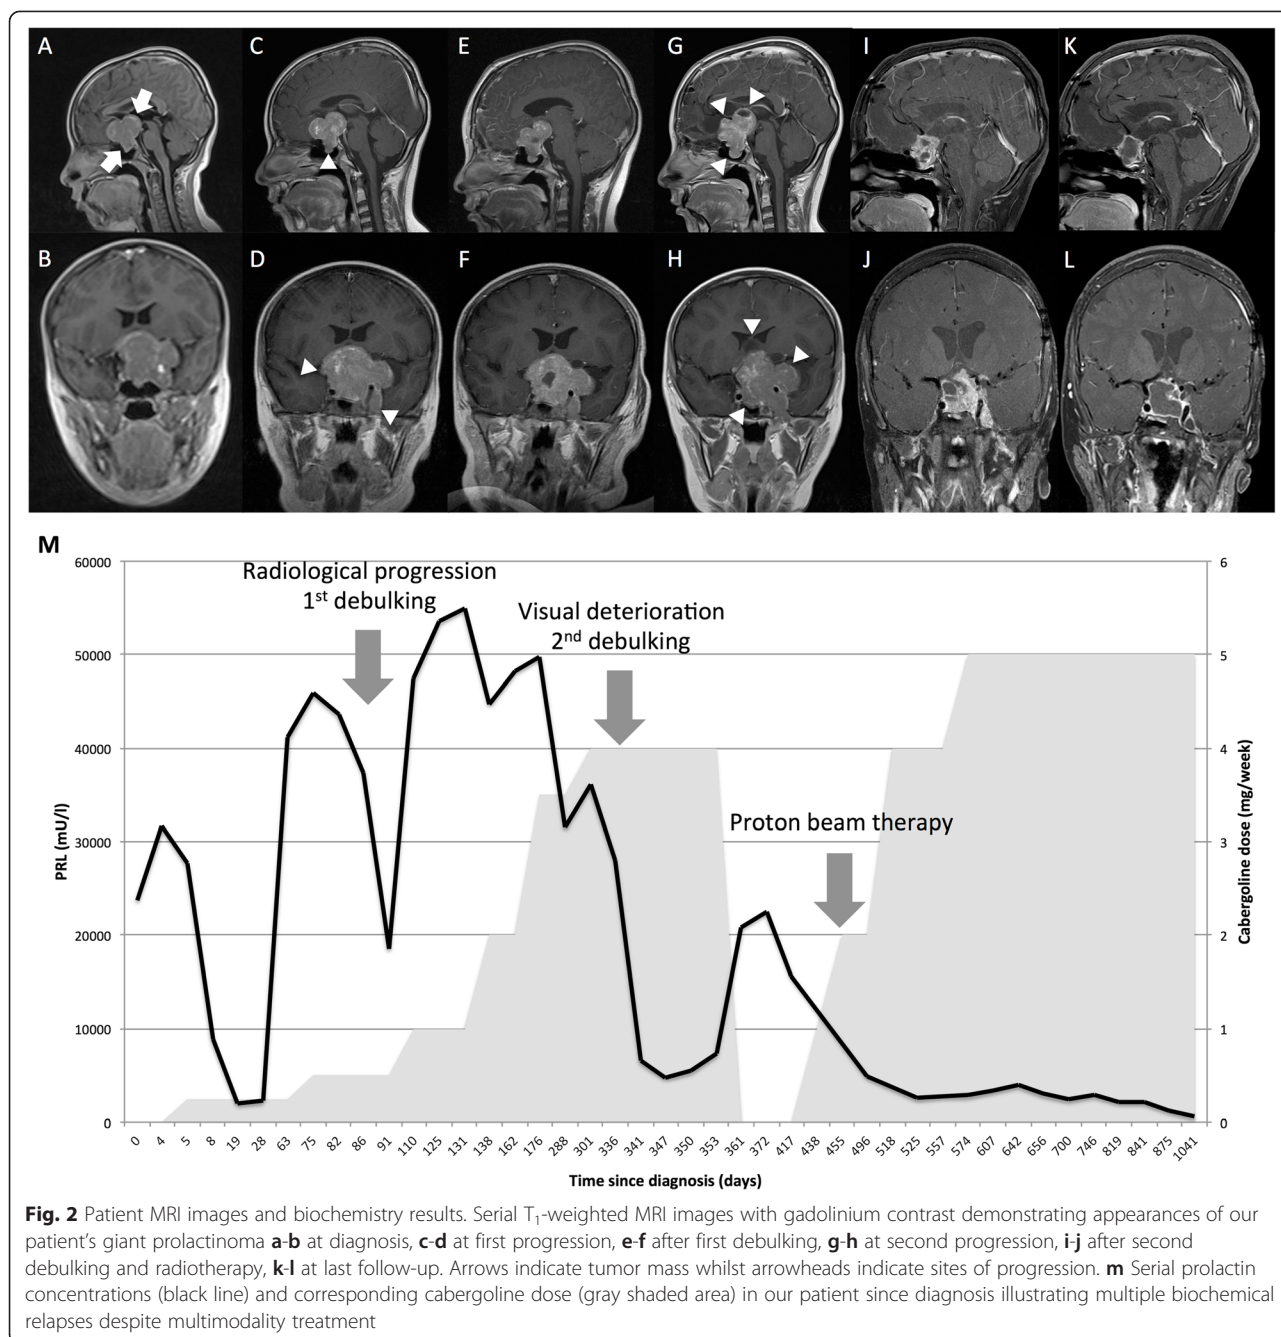 A C E G I K
B D F H J L
M
60000 6
Radiological progression
1st debulking
Visual deterioration
2nd debulking
50000 5
40000 4
Proton beam therapy
30000 3
20000 2
10000 1
0 0
PRL (mU/l)
Cabergoline dose (mg/week)
0 4 5 8 19 28 63 75 82 86 91 110 125 131 138 162 176 288 301 336 341 347 350 353 361 372 417 438 455 496 518 525 557 574 607 642 656 700 746 819 841 875 1041
Time since diagnosis (days)
Fig. 2 Patient MRI images and biochemistry results. Serial T1-weighted MRI images with gadolinium contrast demonstrating appearances of our
patient's giant prolactinoma a-b at diagnosis, c-d at first progression, e-f after first debulking, g-h at second progression, i-j after second
debulking and radiotherapy, k-l at last follow-up. Arrows indicate tumor mass whilst arrowheads indicate sites of progression. m Serial prolactin
concentrations (black line) and corresponding cabergoline dose (gray shaded area) in our patient since diagnosis illustrating multiple biochemical
relapses despite multimodality treatment